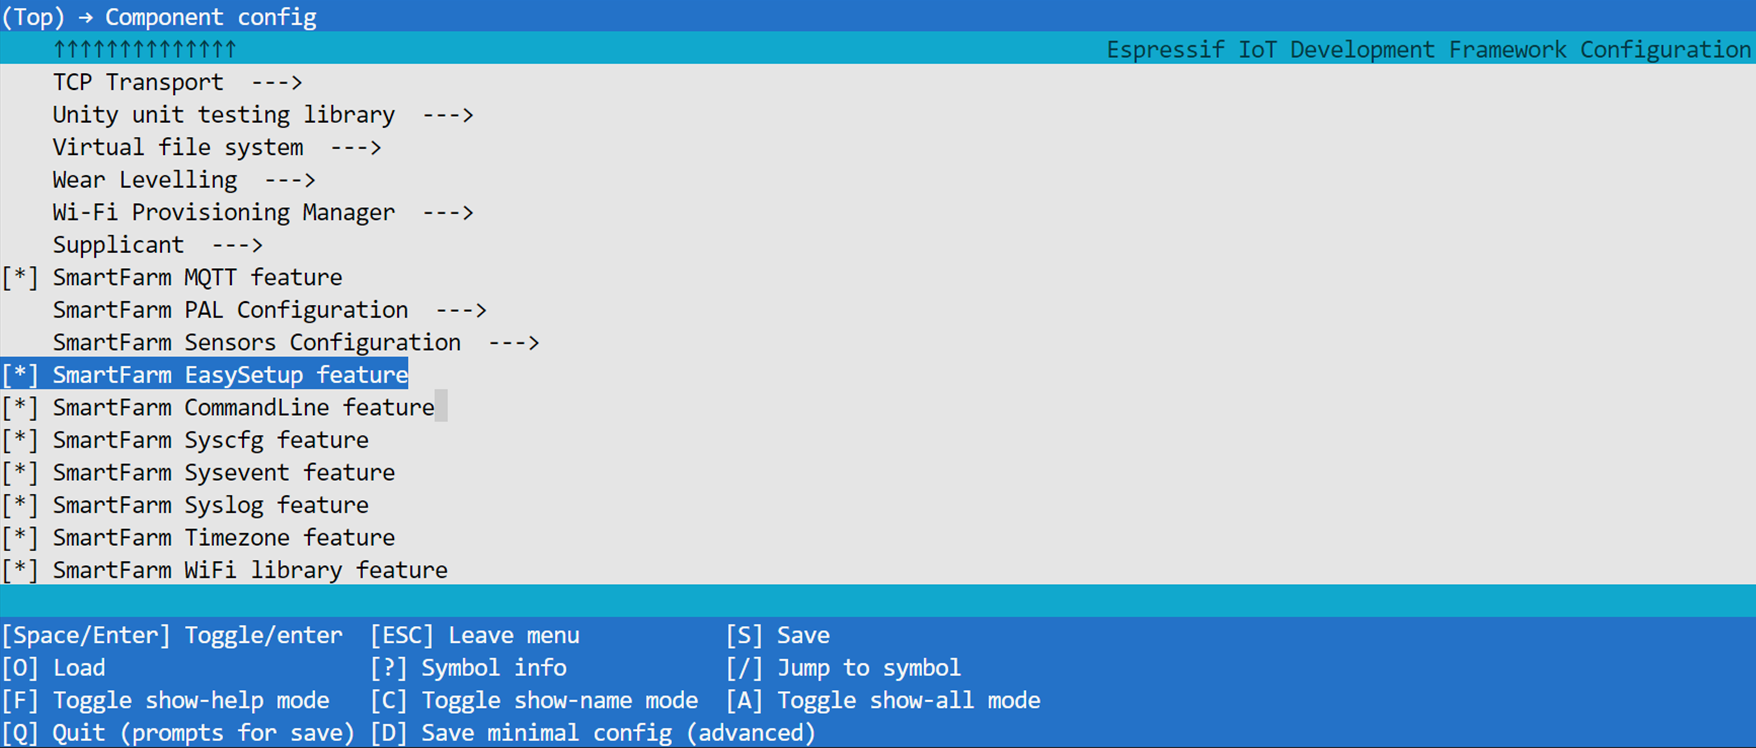 (Top) → Component config
↑↑↑↑↑↑↑↑↑↑↑↑↑↑ Espressif IoT Development Framework Configuration
TCP Transport  --->
Unity unit testing library  --->
Virtual file system  --->
Wear Levelling  --->
Wi-Fi Provisioning Manager  --->
Supplicant  --->
[*] SmartFarm MQTT feature
SmartFarm PAL Configuration  --->
SmartFarm Sensors Configuration  --->
[*] SmartFarm EasySetup feature
[*] SmartFarm CommandLine feature
[*] SmartFarm Syscfg feature
[*] SmartFarm Sysevent feature
[*] SmartFarm Syslog feature
[*] SmartFarm Timezone feature
[*] SmartFarm WiFi library feature
[Space/Enter] Toggle/enter  [ESC] Leave menu  [S] Save
[O] Load  [?] Symbol info  [/] Jump to symbol
[F] Toggle show-help mode  [C] Toggle show-name mode  [A] Toggle show-all mode
[Q] Quit (prompts for save) [D] Save minimal config (advanced)